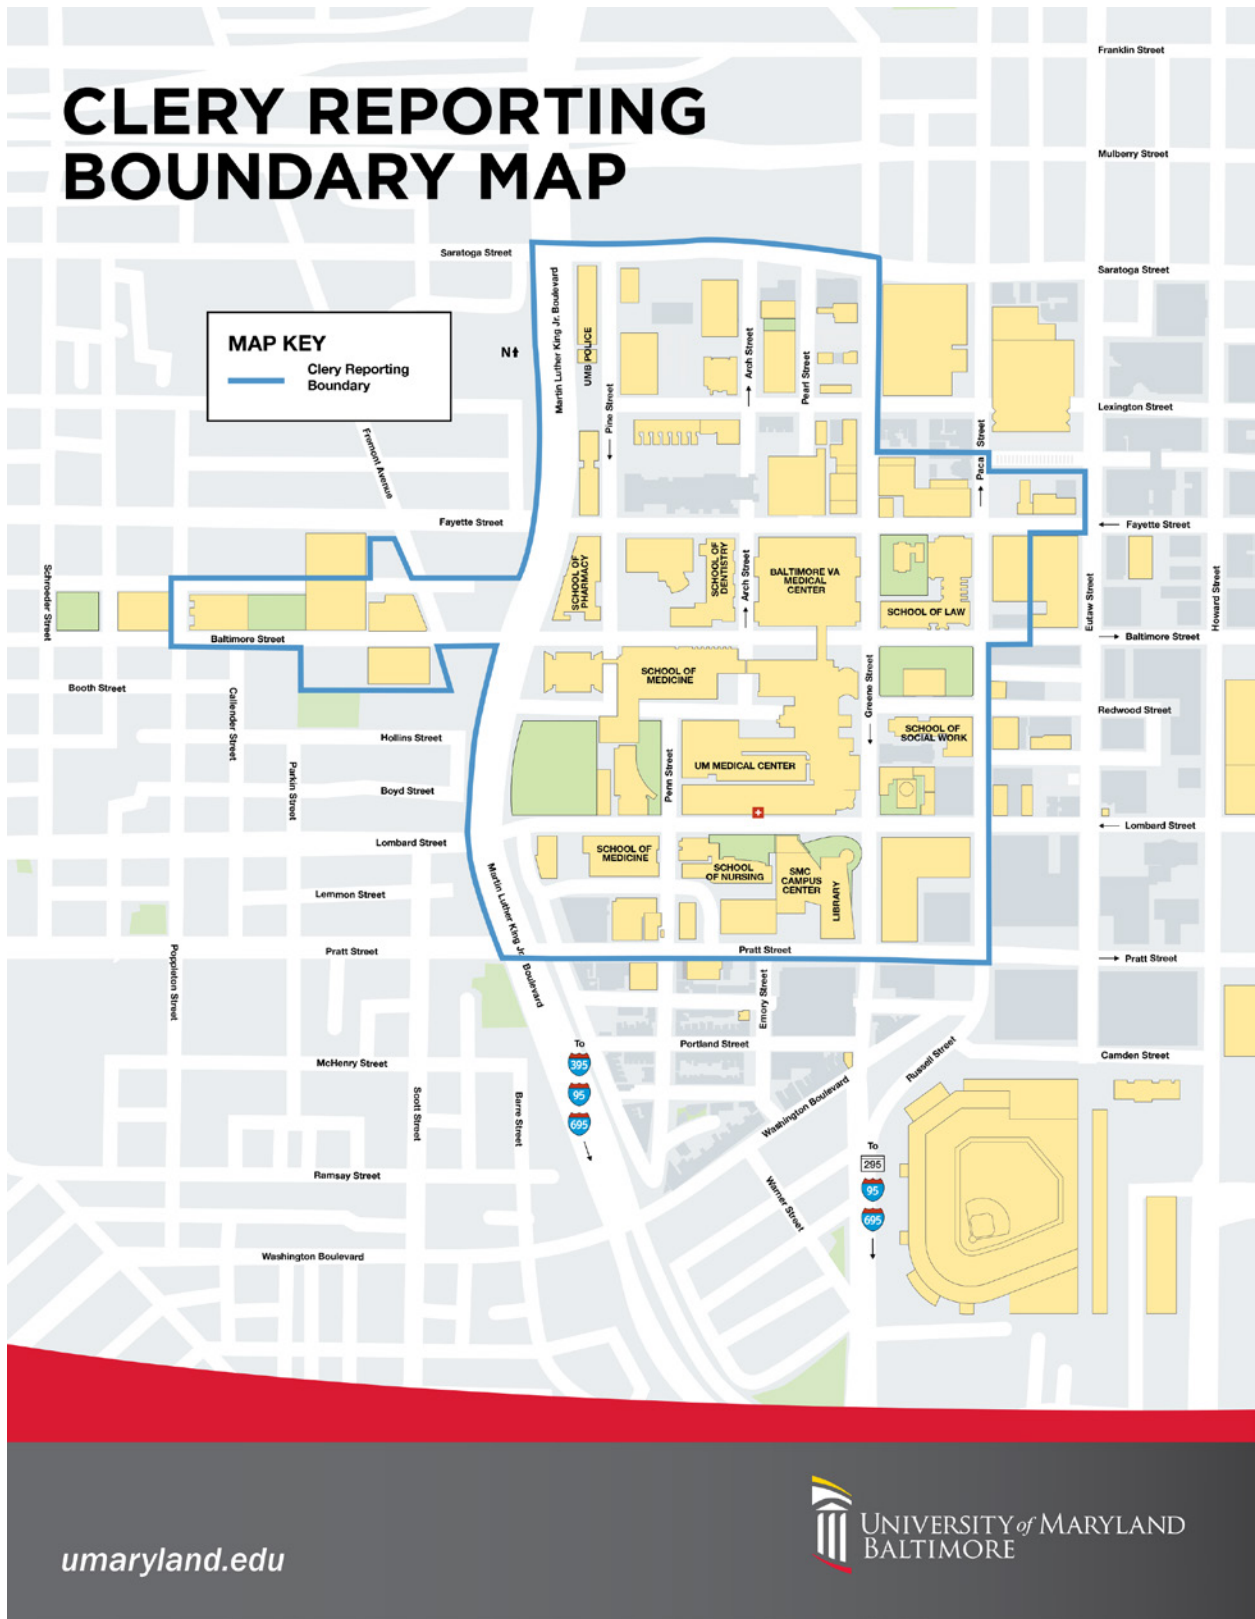 CLERY REPORTING
BOUNDARY MAP
Franklin Street
Mulberry Street
Saratoga Street
Saratoga Street
MAP KEY
Clery Reporting
Boundary
N
Martin Luther King Jr. Boulevard
UMB POLICE
Pine Street
Arch Street
Pearl Street
Lexington Street
Paca Street
Fremont Avenue
Fayette Street
Fayette Street
Schroeder Street
SCHOOL OF
PHARMACY
SCHOOL OF
DENTISTRY
Arch Street
BALTIMORE VA
MEDICAL
CENTER
SCHOOL OF LAW
Eutaw Street
Howard Street
Baltimore Street
Baltimore Street
Booth Street
Callender Street
SCHOOL OF
MEDICINE
Greene Street
Redwood Street
Hollins Street
SCHOOL OF
SOCIAL WORK
Parkin Street
Boyd Street
Penn Street
UM MEDICAL CENTER
Lombard Street
Lombard Street
SCHOOL OF
MEDICINE
SCHOOL
OF NURSING
SMC
CAMPUS
CENTER
LIBRARY
Lemmon Street
Martin Luther King Jr. Boulevard
Poppleton Street
Pratt Street
Pratt Street
Pratt Street
Emory Street
Portland Street
Russell Street
Camden Street
McHenry Street
To
395
95
695
Scott Street
Barre Street
Washington Boulevard
To
295
95
695
Ramsay Street
Warner Street
Washington Boulevard
umaryland.edu
UNIVERSITY of MARYLAND
BALTIMORE